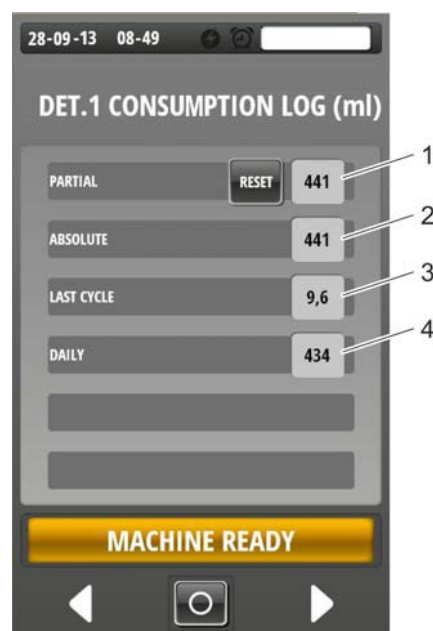 28-09-13 08-49
DET.1 CONSUMPTION LOG (ml)
PARTIAL RESET 441 1
ABSOLUTE 441 2
LAST CYCLE 9,6 3
DAILY 434 4
MACHINE READY